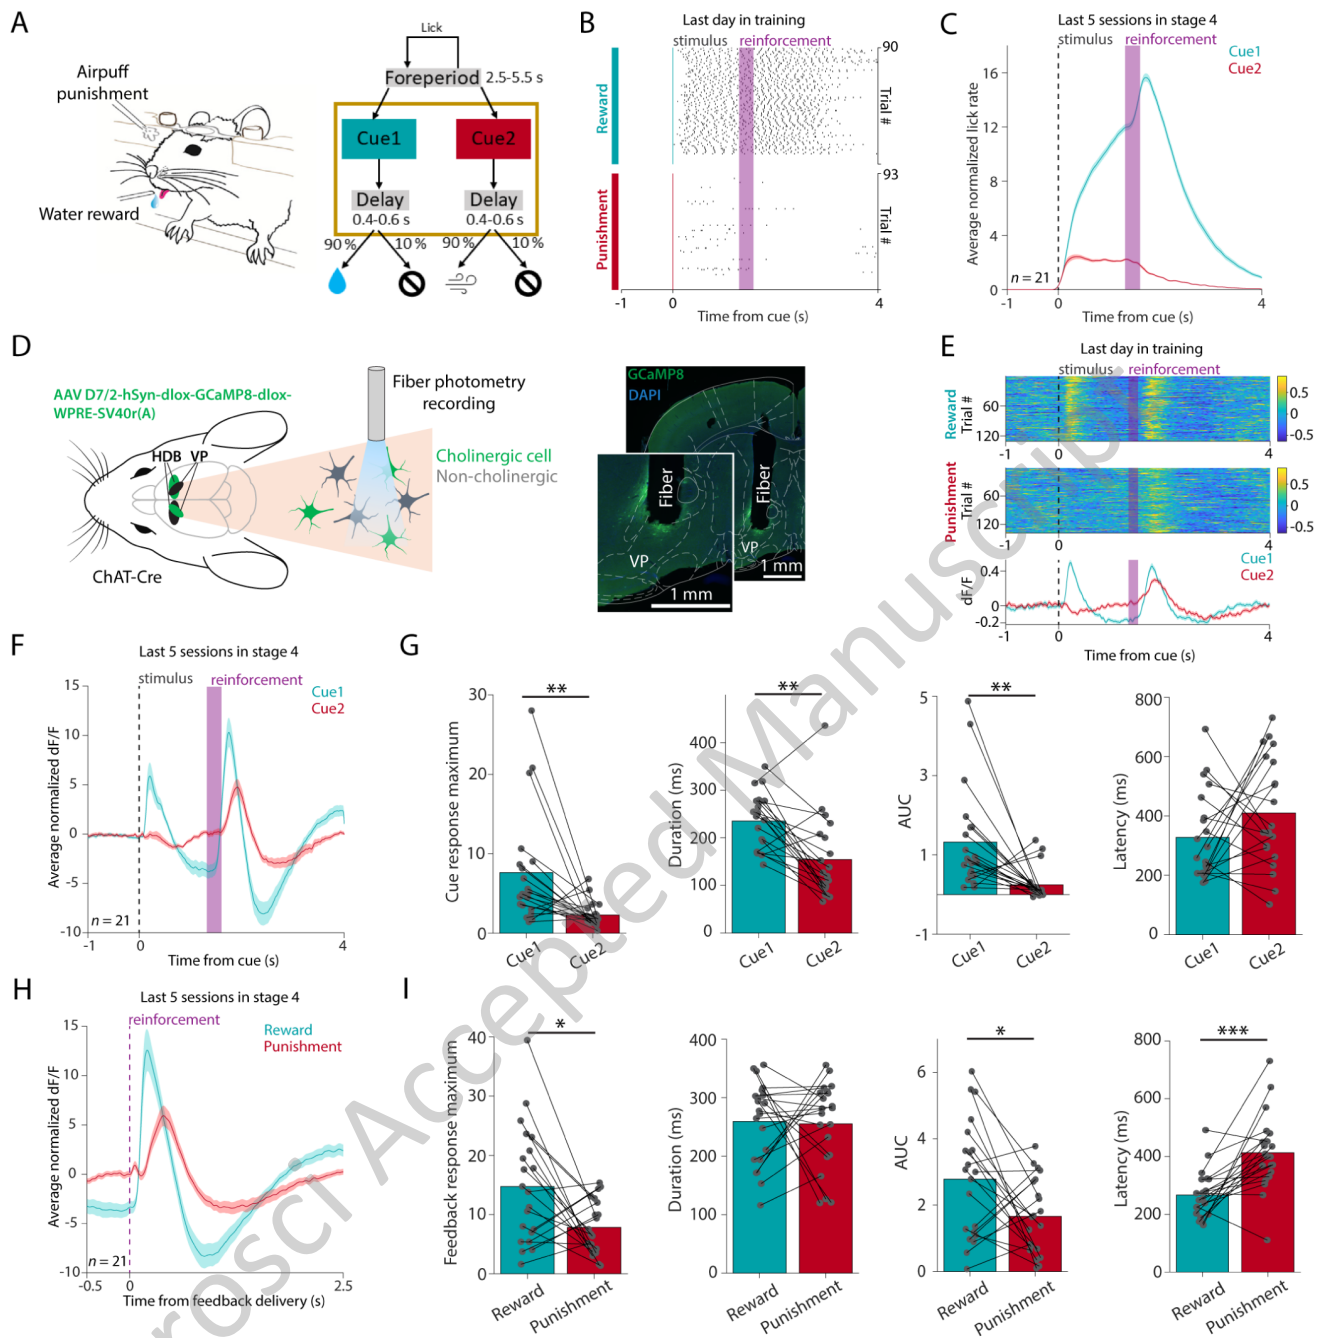 A
Airpuff
punishment
Water reward
Lick
Foreperiod 2.5-5.5 s
Cue1 Cue2
Delay Delay
0.4-0.6 s 0.4-0.6 s
90 % 10 % 90 % 10 %
B
Last day in training
stimulus reinforcement
Reward
90
Trial #
Punishment
93
Trial #
-1 0 4
Time from cue (s)
C
Last 5 sessions in stage 4
stimulus reinforcement
Cue1
Cue2
Average normalized lick rate
16
12
8
4
0
n = 21
-1 0 4
Time from cue (s)
D
AAV D7/2-hSyn-dlox-GCaMP8-dlox-
WPRE-SV40r(A)
HDB VP
ChAT-Cre
Fiber photometry
recording
Cholinergic cell
Non-cholinergic
GCaMP8
DAPI
Fiber
Fiber
VP
VP
1 mm
1 mm
E
Last day in training
stimulus reinforcement
Reward
Trial #
60
120
0.5
0
-0.5
-1 0 4
Punishment
Trial #
60
120
0.5
0
-0.5
-1 0 4
Cue1
Cue2
dF/F
0.4
0
-0.2
-1 0 4
Time from cue (s)
F
Last 5 sessions in stage 4
stimulus reinforcement
Cue1
Cue2
Average normalized dF/F
15
10
5
0
-5
-10
n = 21
-1 0 4
Time from cue (s)
G
Cue response maximum
30
20
10
0
**
Cue1 Cue2
Duration (ms)
400
300
200
100
0
**
Cue1 Cue2
AUC
5
3
1
-1
**
Cue1 Cue2
Latency (ms)
800
600
400
200
0
Cue1 Cue2
H
Last 5 sessions in stage 4
reinforcement
Reward
Punishment
Average normalized dF/F
15
10
5
0
-5
-10
n = 21
-0.5 0 2.5
Time from feedback delivery (s)
I
Feedback response maximum
40
30
20
10
0
*
Reward Punishment
Duration (ms)
400
300
200
100
0
Reward Punishment
AUC
6
4
2
0
*
Reward Punishment
Latency (ms)
800
600
400
200
0
***
Reward Punishment
rosci Accepted Manuscript